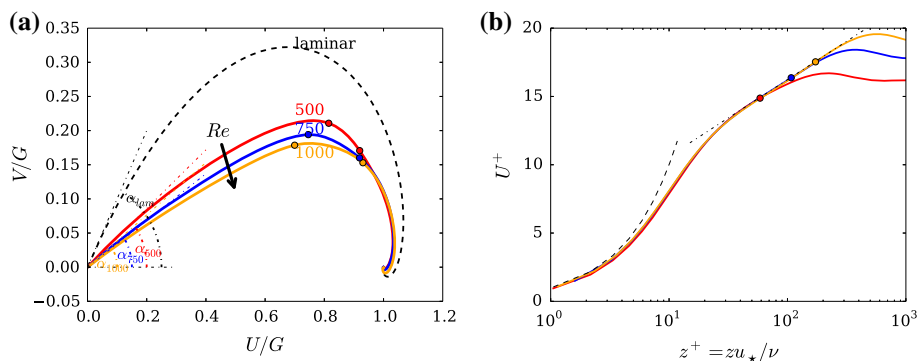 (a)
0.35
0.30
0.25
0.20
0.15
0.10
0.05
0.00
−0.05
V/G
laminar
500
750
1000
Re
α_lam
α_500
α_750
α_1000
0.0 0.2 0.4 0.6 0.8 1.0 1.2
U/G
(b)
20
15
10
5
0
U^+
10^0 10^1 10^2 10^3
z^+ = zu_⋆/ν